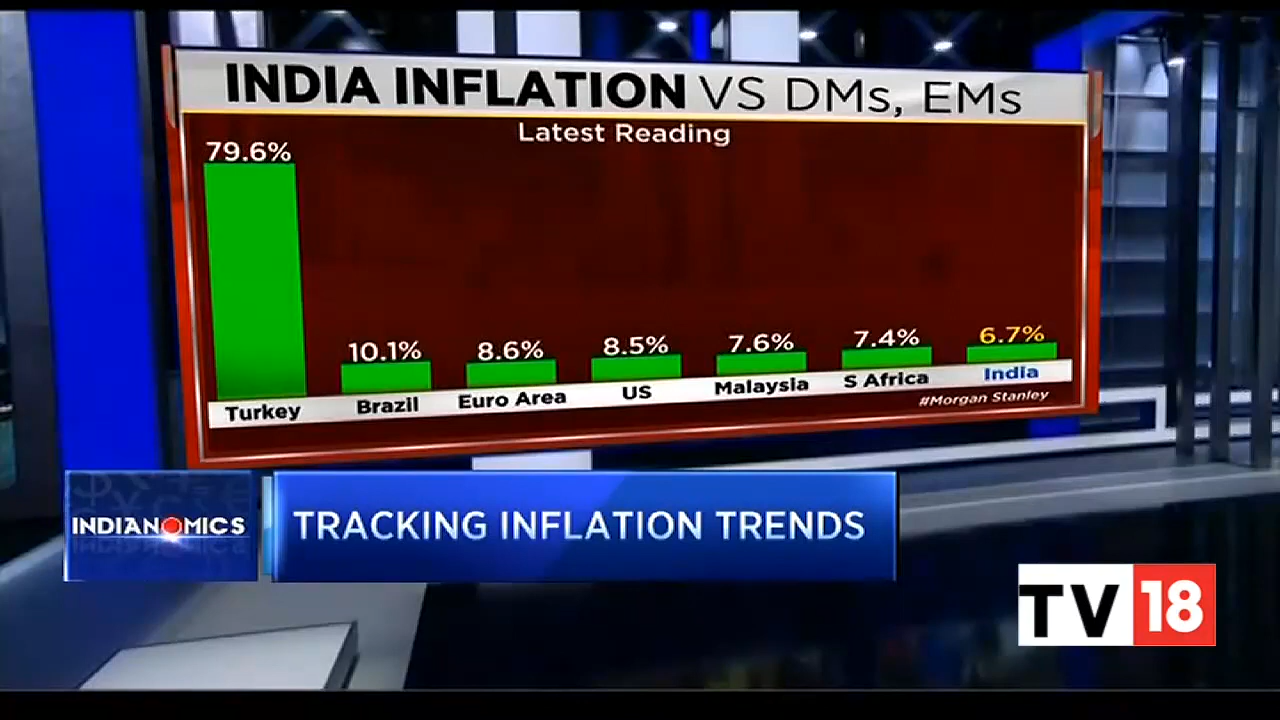 INDIA INFLATION VS DMs, EMs
Latest Reading
79.6%
10.1%
8.6%
8.5%
7.6%
7.4%
6.7%
Turkey
Brazil
Euro Area
US
Malaysia
S Africa
India
#Morgan Stanley
INDIANOMICS
TRACKING INFLATION TRENDS
TV18